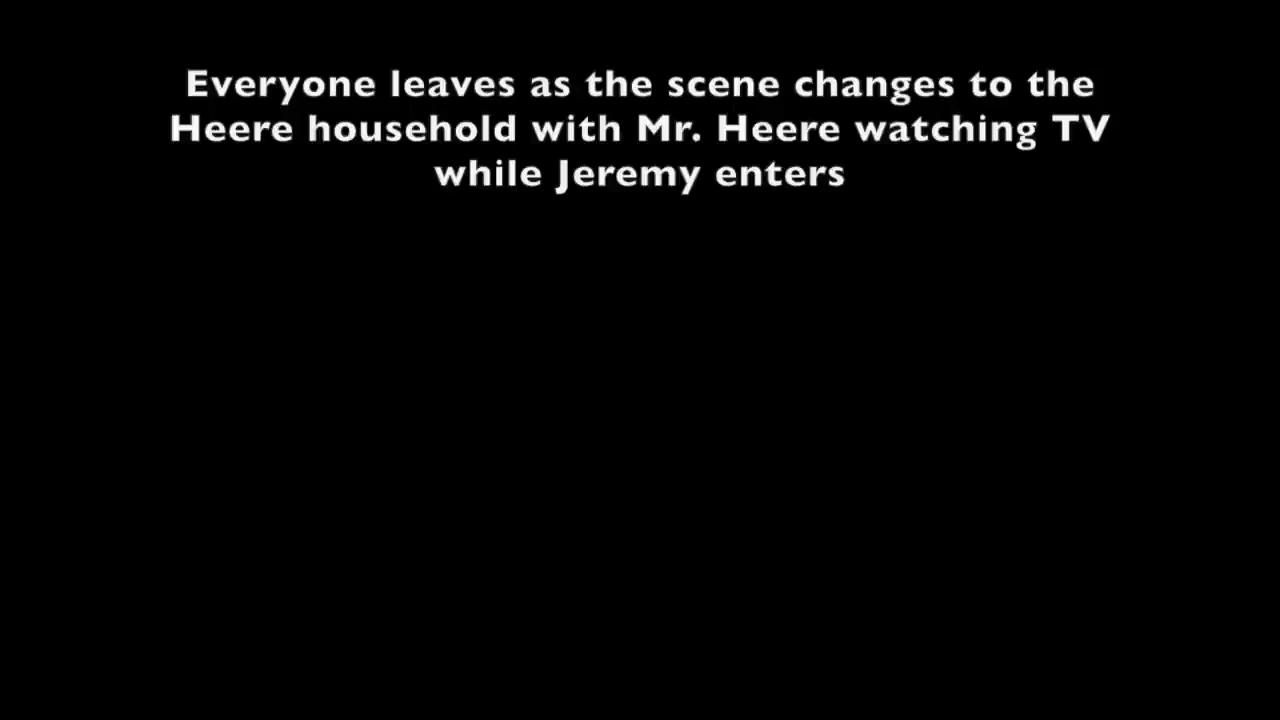 Everyone leaves as the scene changes to the
Heere household with Mr. Heere watching TV
while Jeremy enters